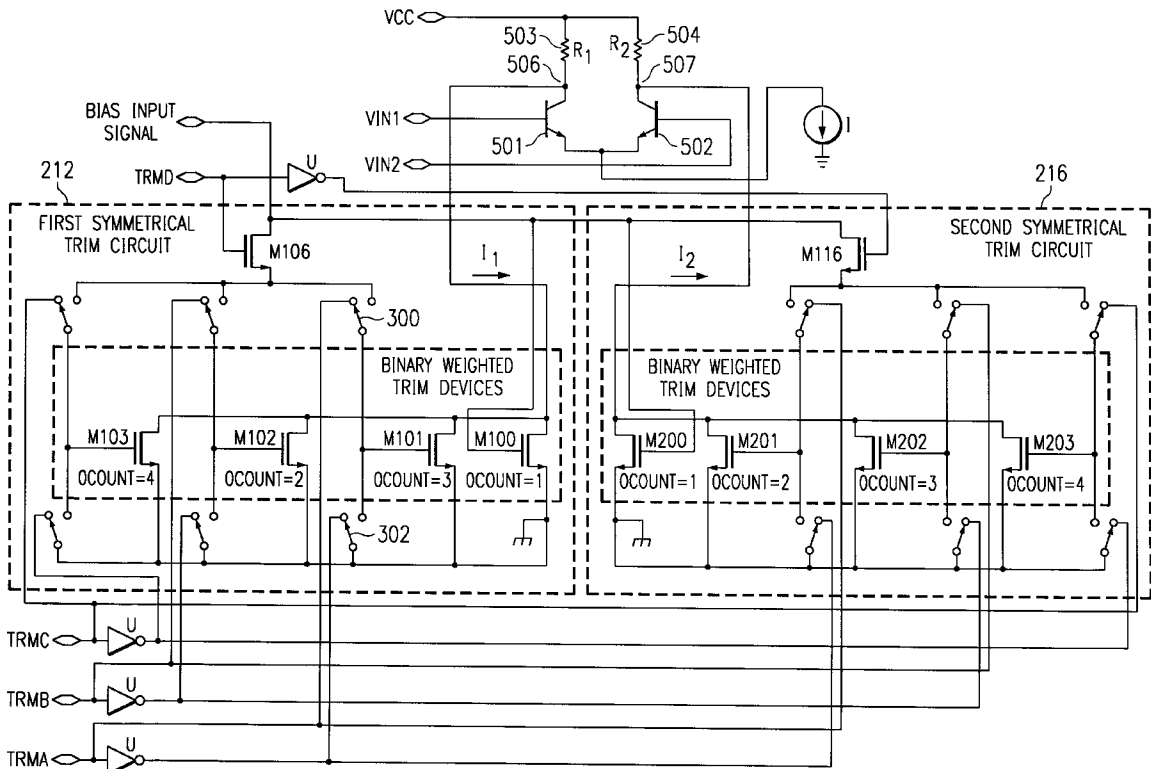 VCC
503
R1
R2
504
506
507
BIAS INPUT
SIGNAL
VIN1
501
502
I
VIN2
TRMD
U
212
216
FIRST SYMMETRICAL
TRIM CIRCUIT
M106
I1
I2
M116
SECOND SYMMETRICAL
TRIM CIRCUIT
300
BINARY WEIGHTED
TRIM DEVICES
BINARY WEIGHTED
TRIM DEVICES
M103
M102
M101
M100
M200
M201
M202
M203
OCOUNT=4
OCOUNT=2
OCOUNT=3
OCOUNT=1
OCOUNT=1
OCOUNT=2
OCOUNT=3
OCOUNT=4
302
TRMC
U
TRMB
U
TRMA
U